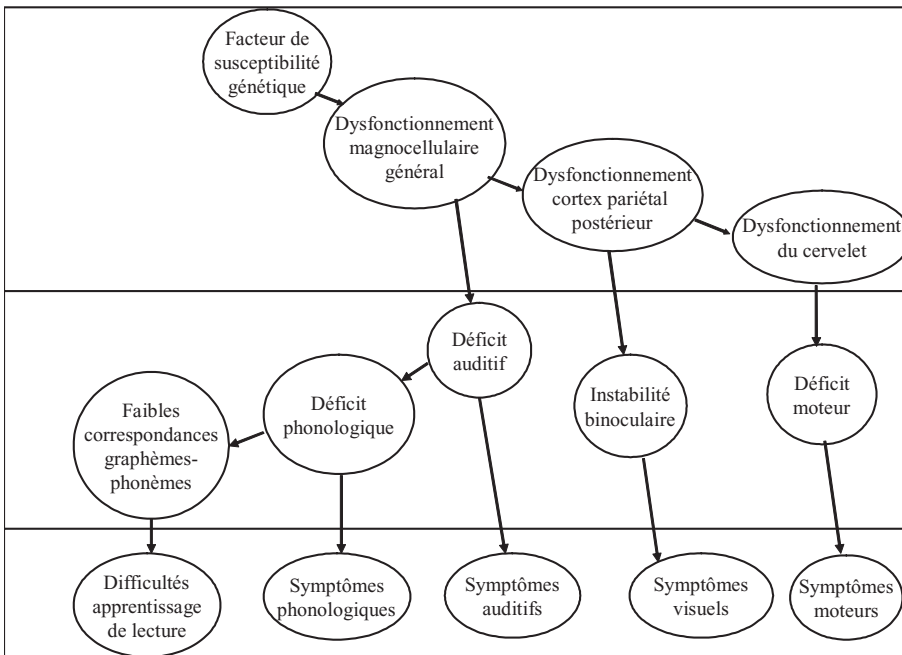 Facteur de
susceptibilité
génétique
Dysfonctionnement
magnocellulaire
général
Dysfonctionnement
cortex pariétal
postérieur
Dysfonctionnement
du cervelet
Déficit
auditif
Déficit
phonologique
Faibles
correspondances
graphèmes-
phonèmes
Instabilité
binoculaire
Déficit
moteur
Difficultés
apprentissage
de lecture
Symptômes
phonologiques
Symptômes
auditifs
Symptômes
visuels
Symptômes
moteurs